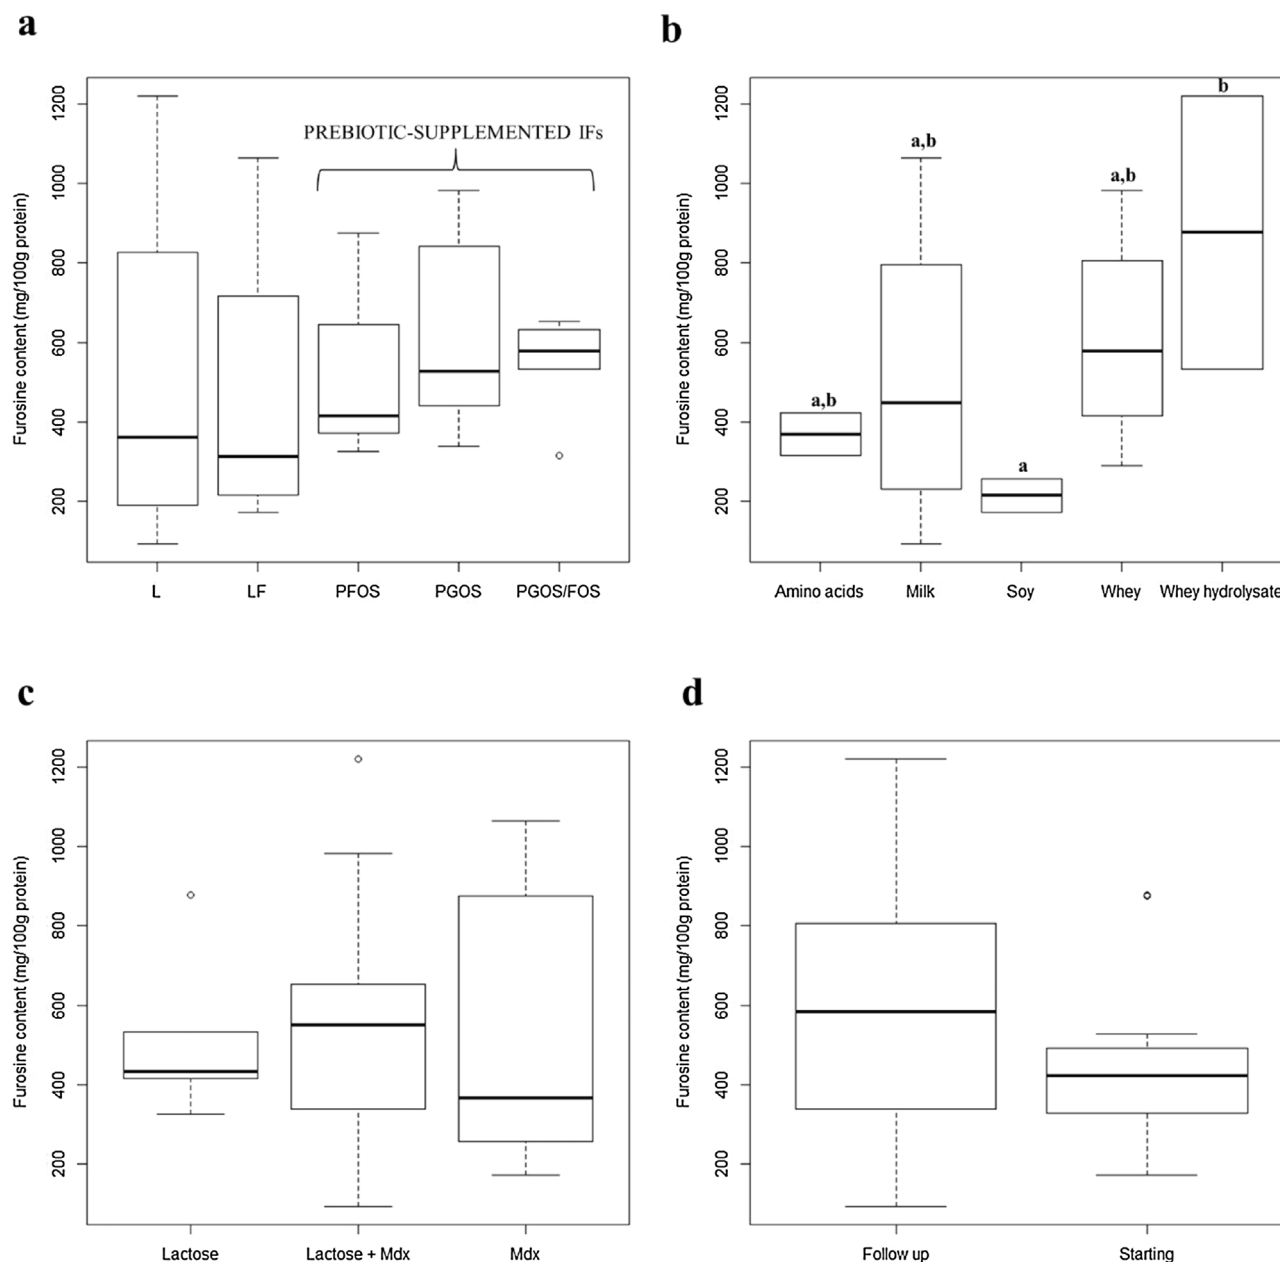 a
PREBIOTIC-SUPPLEMENTED IFs
Furosine content (mg/100g protein)
200
400
600
800
1000
1200
L LF PFOS PGOS PGOS/FOS
b
Furosine content (mg/100g protein)
200
400
600
800
1000
1200
a,b
a,b
a
a,b
b
Amino acids Milk Soy Whey Whey hydrolysate
c
Furosine content (mg/100g protein)
200
400
600
800
1000
1200
Lactose Lactose + Mdx Mdx
d
Furosine content (mg/100g protein)
200
400
600
800
1000
1200
Follow up Starting